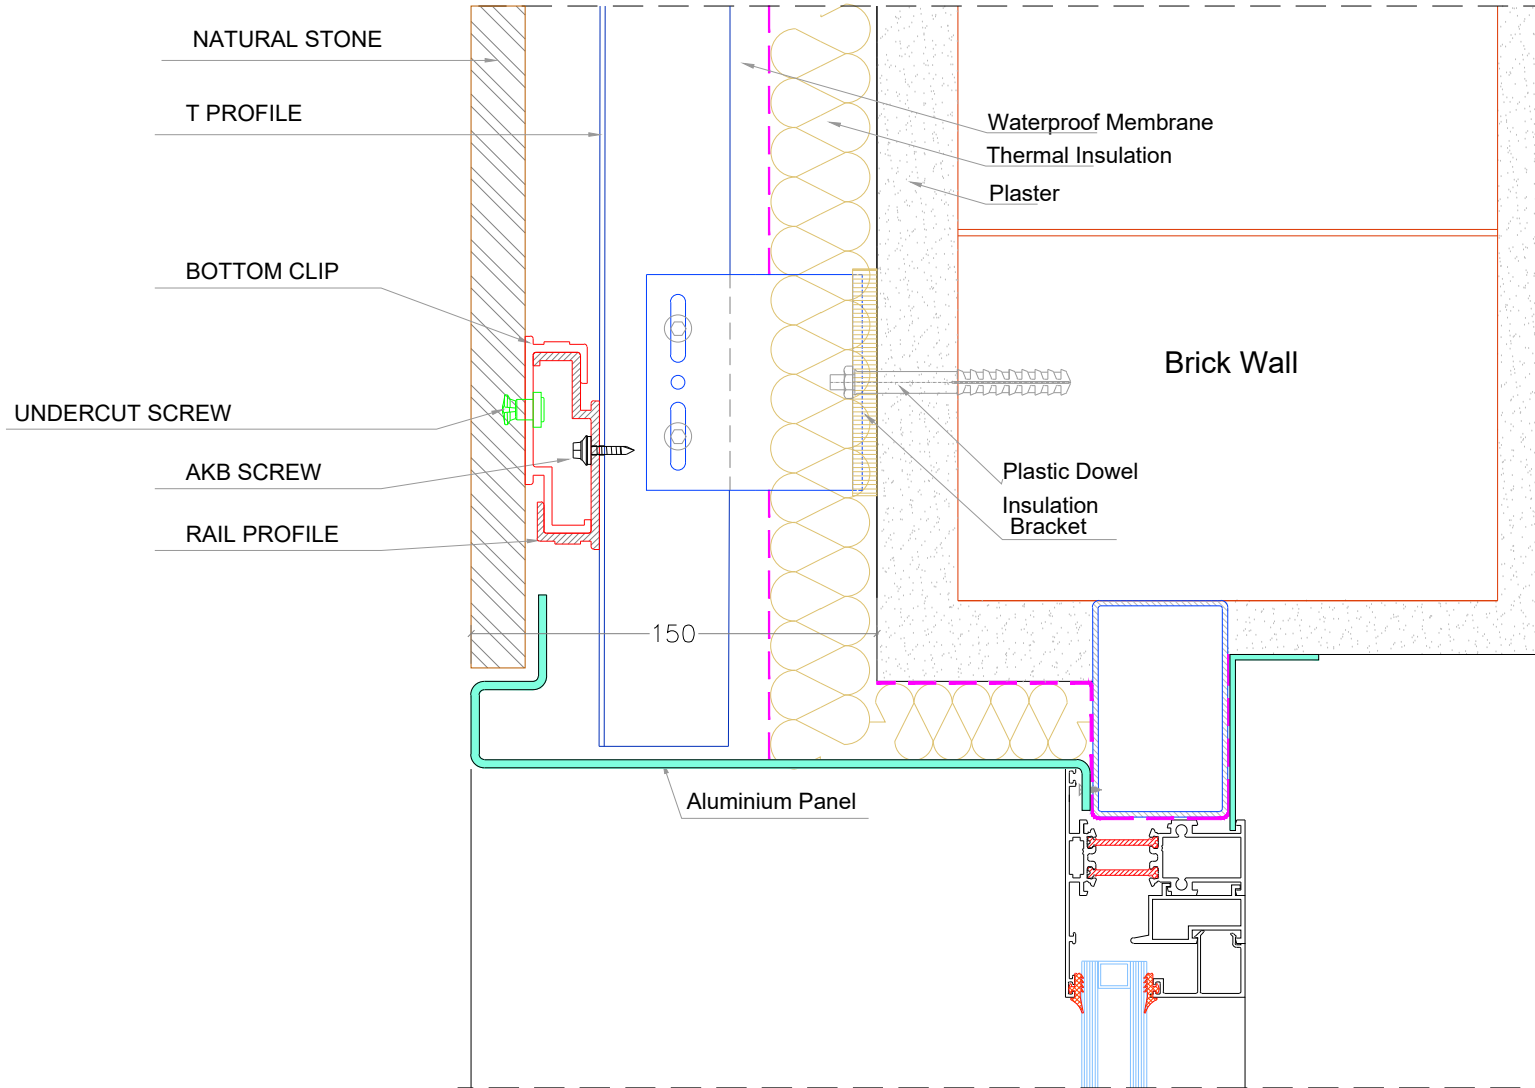 NATURAL STONE
T PROFILE
Waterproof Membrane
Thermal Insulation
Plaster
BOTTOM CLIP
Brick Wall
UNDERCUT SCREW
AKB SCREW
Plastic Dowel
Insulation
Bracket
RAIL PROFILE
150
Aluminium Panel